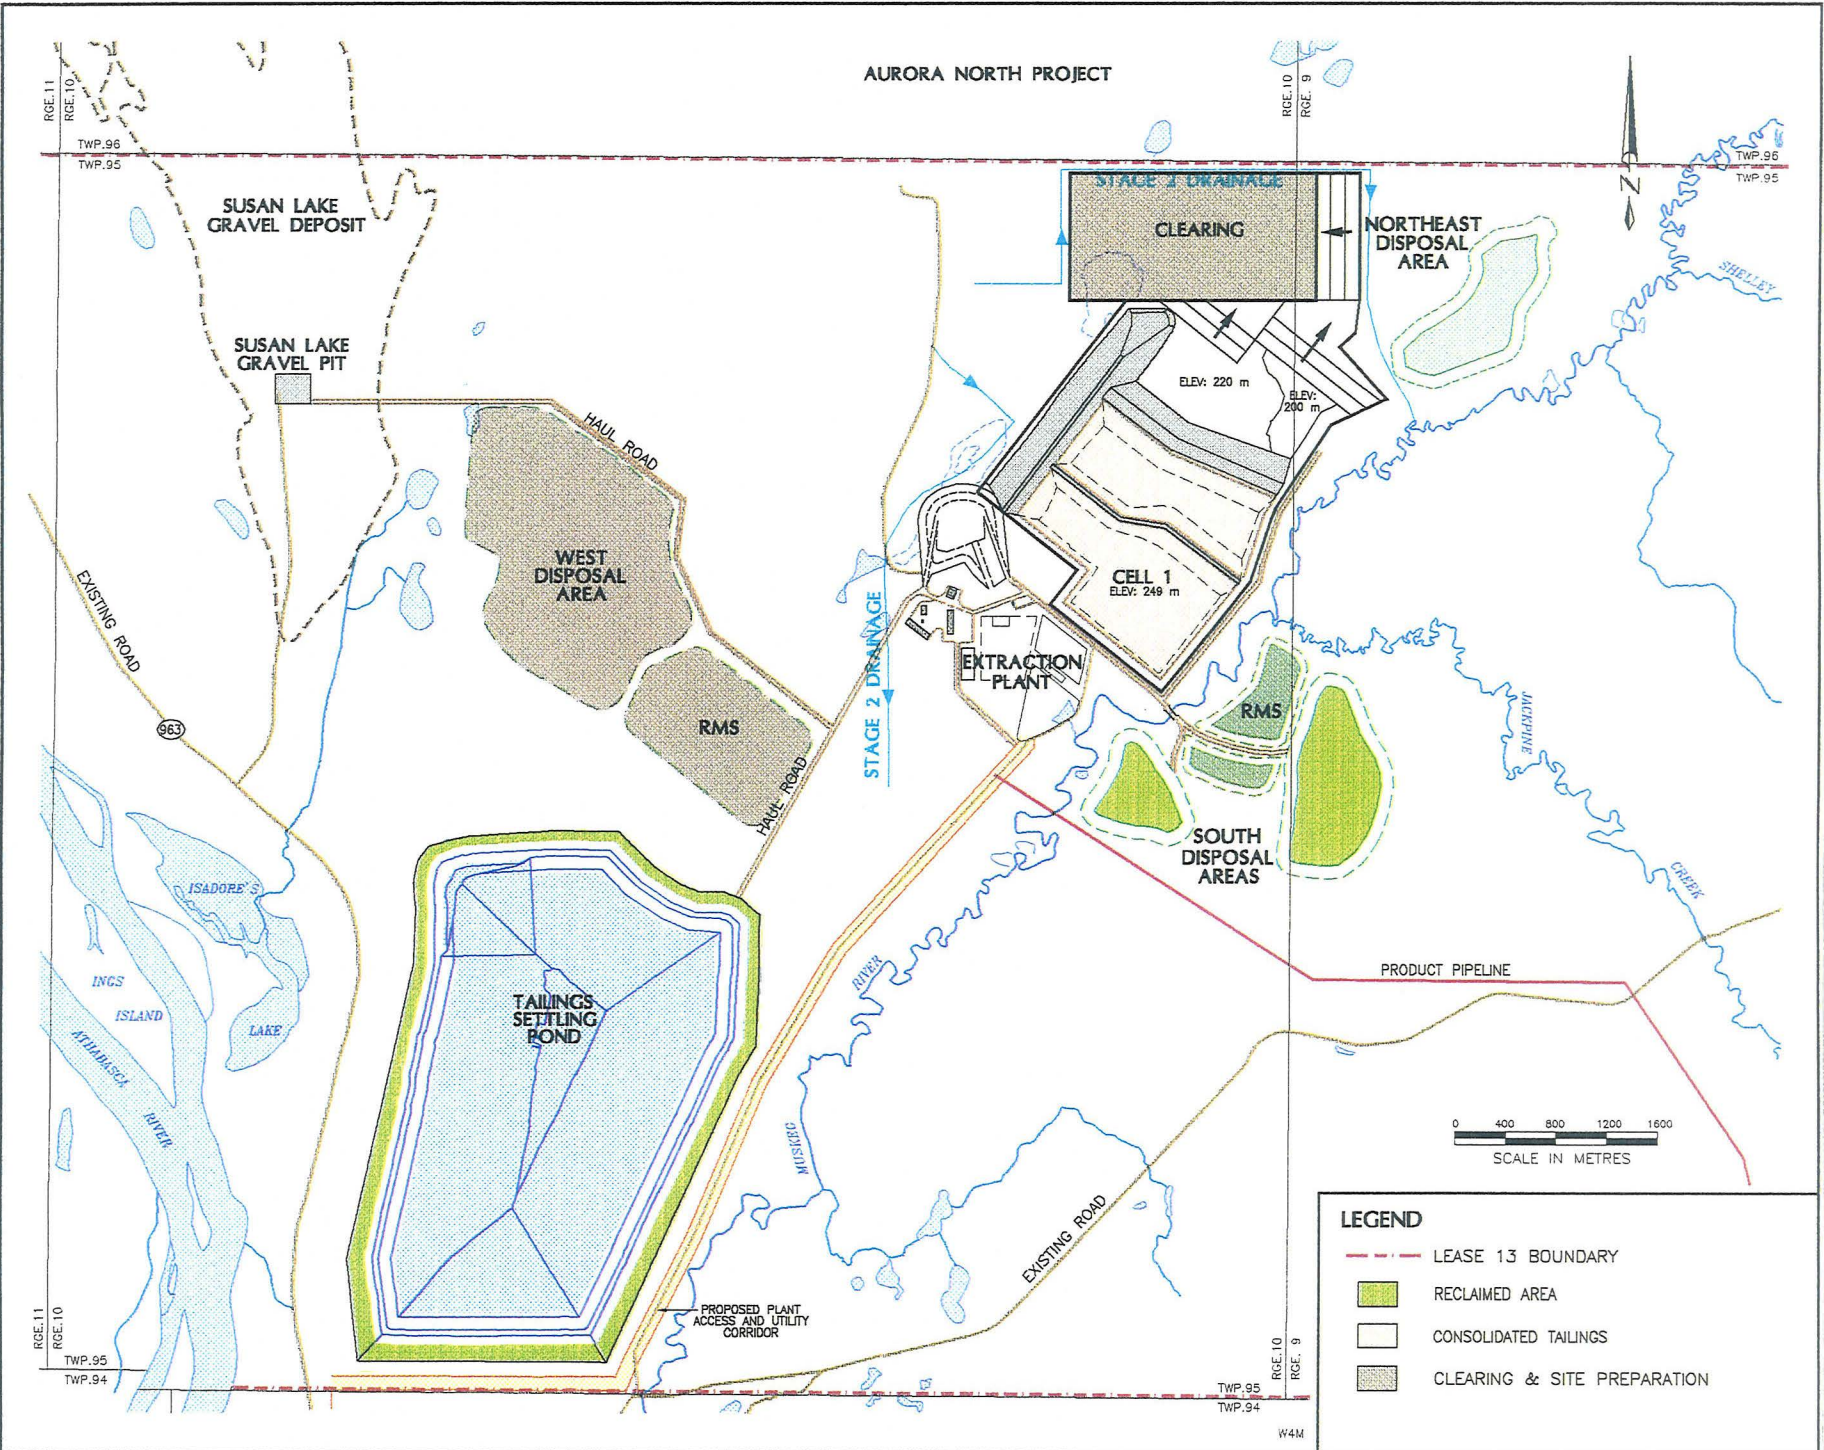 AURORA NORTH PROJECT
RGE.11
RGE.10
RGE.10
RGE. 9
TWP.96
TWP.95
TWP.96
TWP.95
STAGE 2 DRAINAGE
N
SUSAN LAKE
GRAVEL DEPOSIT
CLEARING
NORTHEAST
DISPOSAL
AREA
SHELLEY
SUSAN LAKE
GRAVEL PIT
ELEV: 220 m
ELEV:
200 m
HAUL ROAD
WEST
DISPOSAL
AREA
CELL 1
ELEV: 249 m
EXISTING ROAD
STAGE 2 DRAINAGE
EXTRACTION
PLANT
RMS
RMS
963
JACKPINE
CREEK
HAUL ROAD
SOUTH
DISPOSAL
AREAS
ISADORE'S
LAKE
INGS
ISLAND
ATHABASCA
RIVER
RIVER
MUSKEG
PRODUCT PIPELINE
TAILINGS
SETTLING
POND
0 400 800 1200 1600
SCALE IN METRES
EXISTING ROAD
PROPOSED PLANT
ACCESS AND UTILITY
CORRIDOR
LEGEND
LEASE 13 BOUNDARY
RECLAIMED AREA
CONSOLIDATED TAILINGS
CLEARING & SITE PREPARATION
RGE.11
RGE.10
RGE.10
RGE. 9
TWP.95
TWP.94
TWP.95
TWP.94
W4M